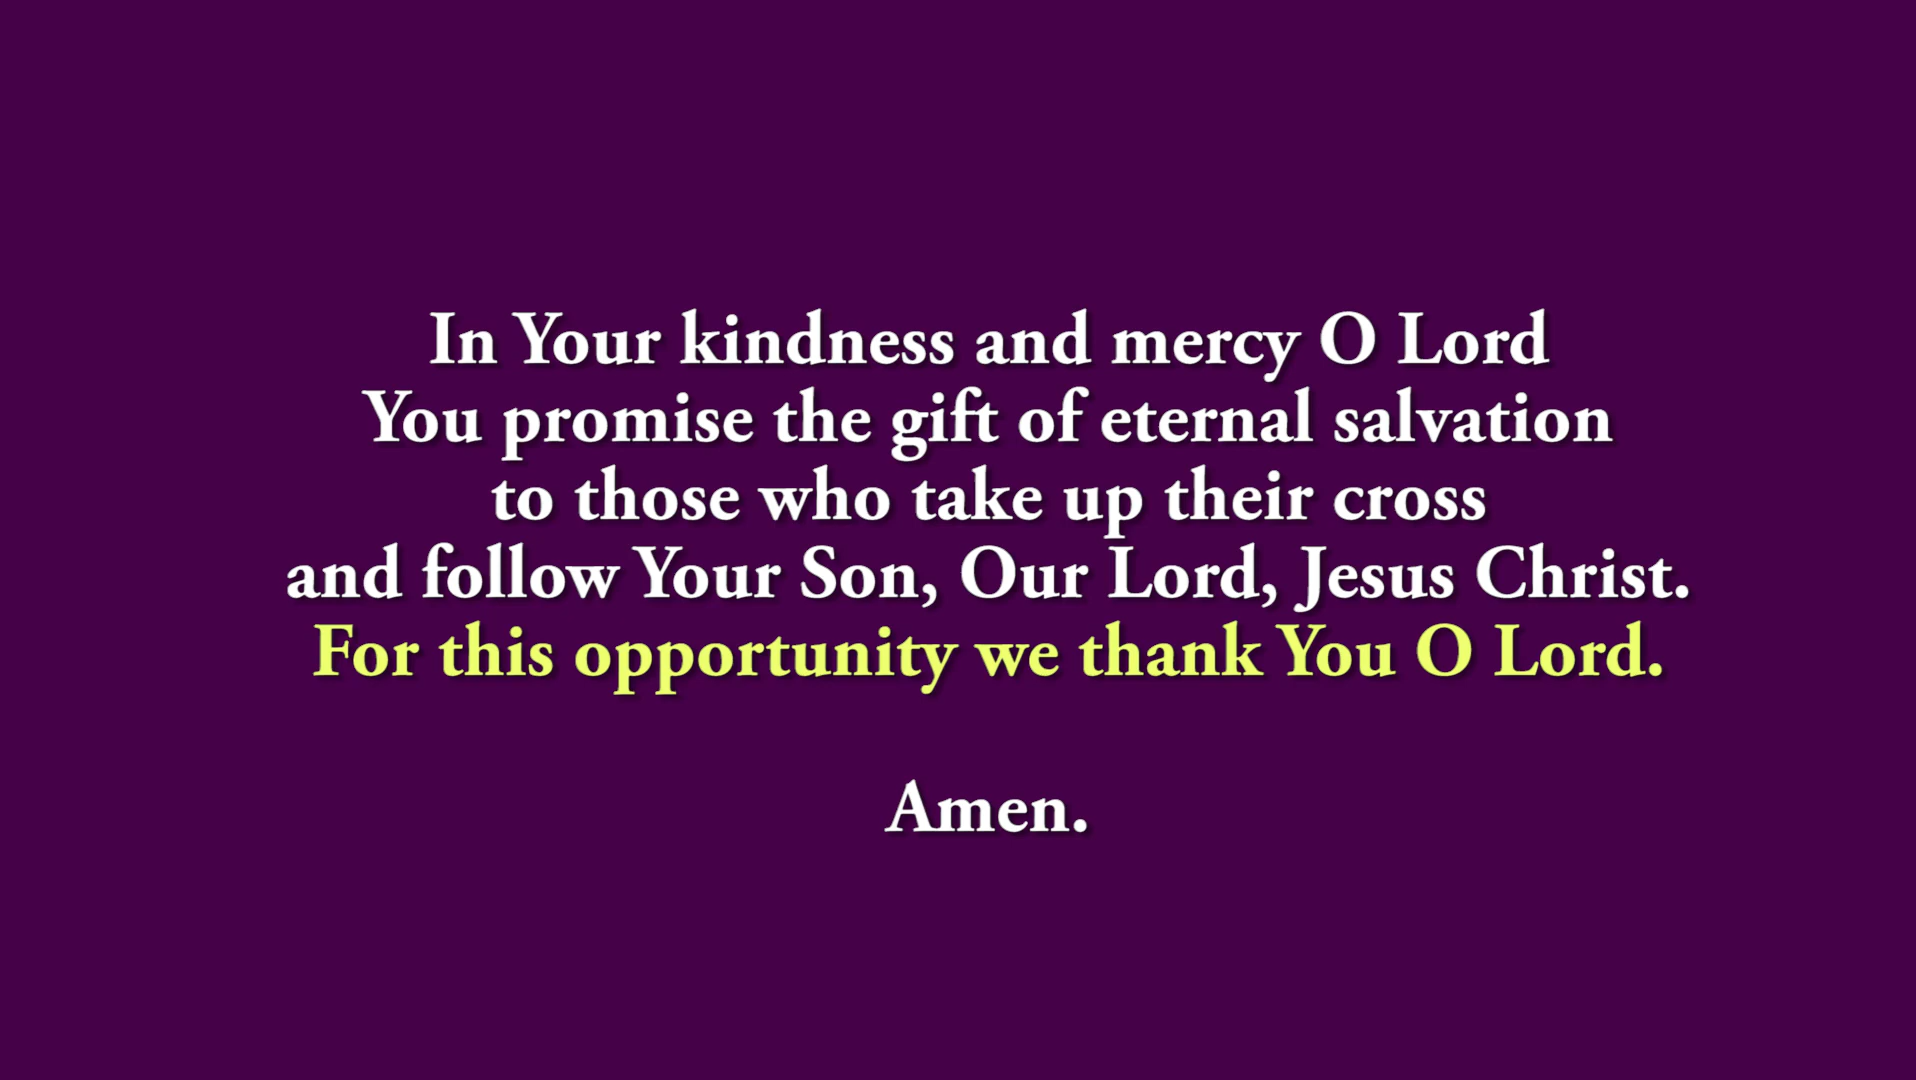 In Your kindness and mercy O Lord
You promise the gift of eternal salvation
to those who take up their cross
and follow Your Son, Our Lord, Jesus Christ.
For this opportunity we thank You O Lord.
Amen.